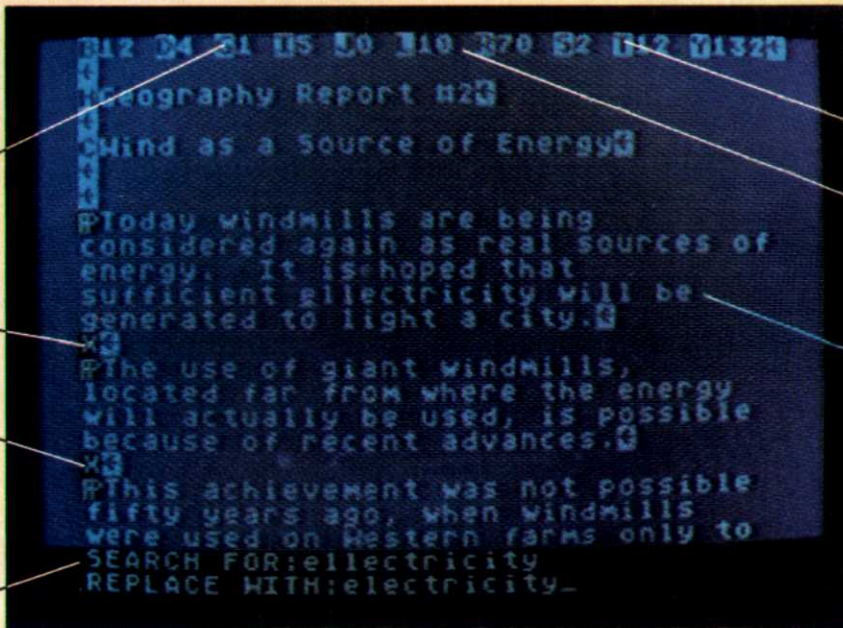 B12 D4 G1 I5 J0 L10 R70 S2 T12 Y132
Geography Report #2
Wind as a Source of Energy
Today windmills are being
considered again as real sources of
energy. It is hoped that
sufficient ellectricity will be
generated to light a city.
x
The use of giant windmills,
located far from where the energy
will actually be used, is possible
because of recent advances.
x
This achievement was not possible
fifty years ago, when windmills
were used on Western farms only to
SEARCH FOR:ellectricity
REPLACE WITH:electricity_